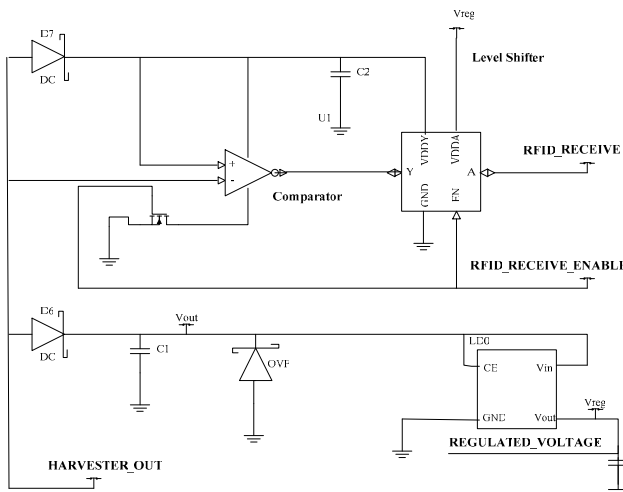 Vreg
D7
DC
Level Shifter
C2
U1
VDDY
VDDA
RFID_RECEIVE
+
-
Y
A
GND
EN
Comparator
RFID_RECEIVE_ENABLE
D6
DC
Vout
C1
OVP
LDO
CE
Vin
GND
Vout
Vreg
REGULATED_VOLTAGE
HARVESTER_OUT